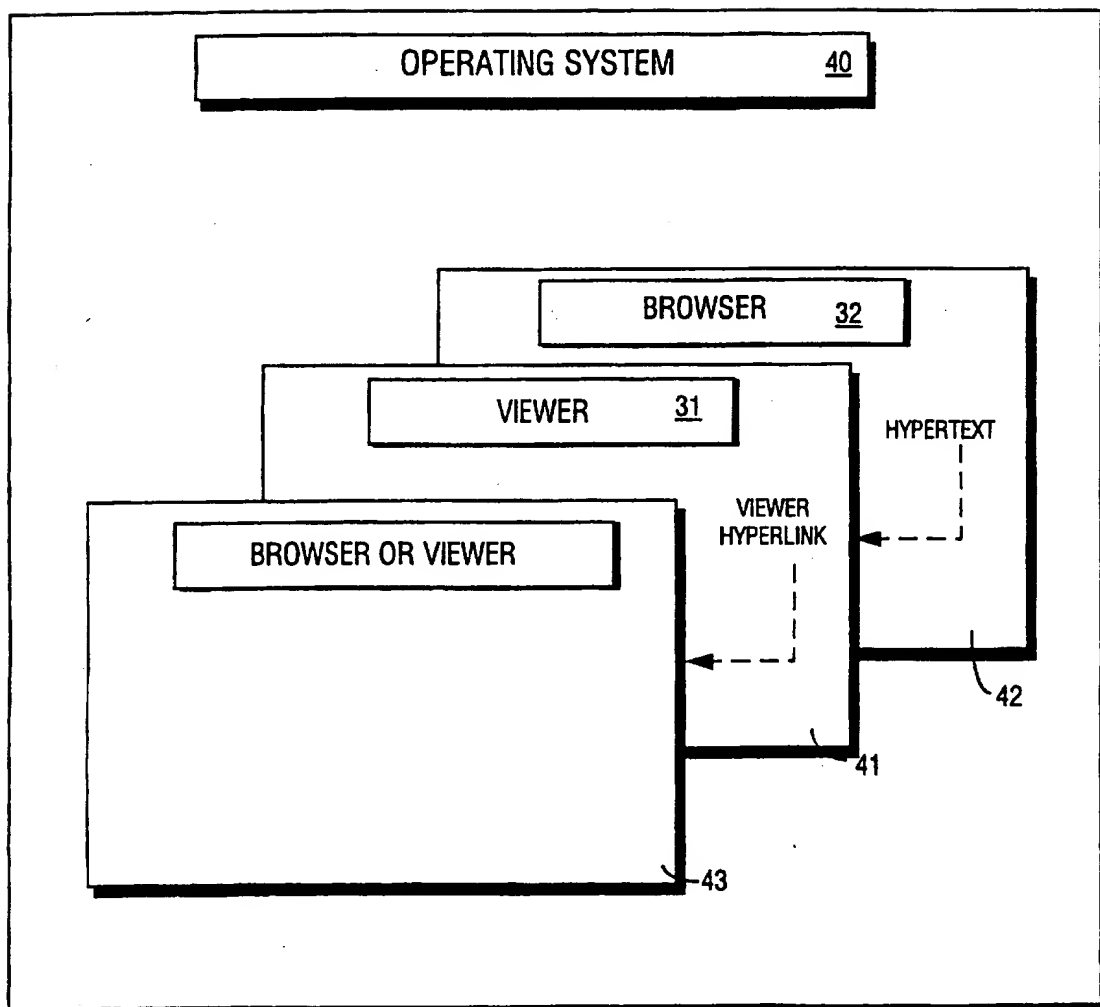 OPERATING SYSTEM 40
BROWSER 32
VIEWER 31
HYPERTEXT
VIEWER
HYPERLINK
BROWSER OR VIEWER
42
41
43